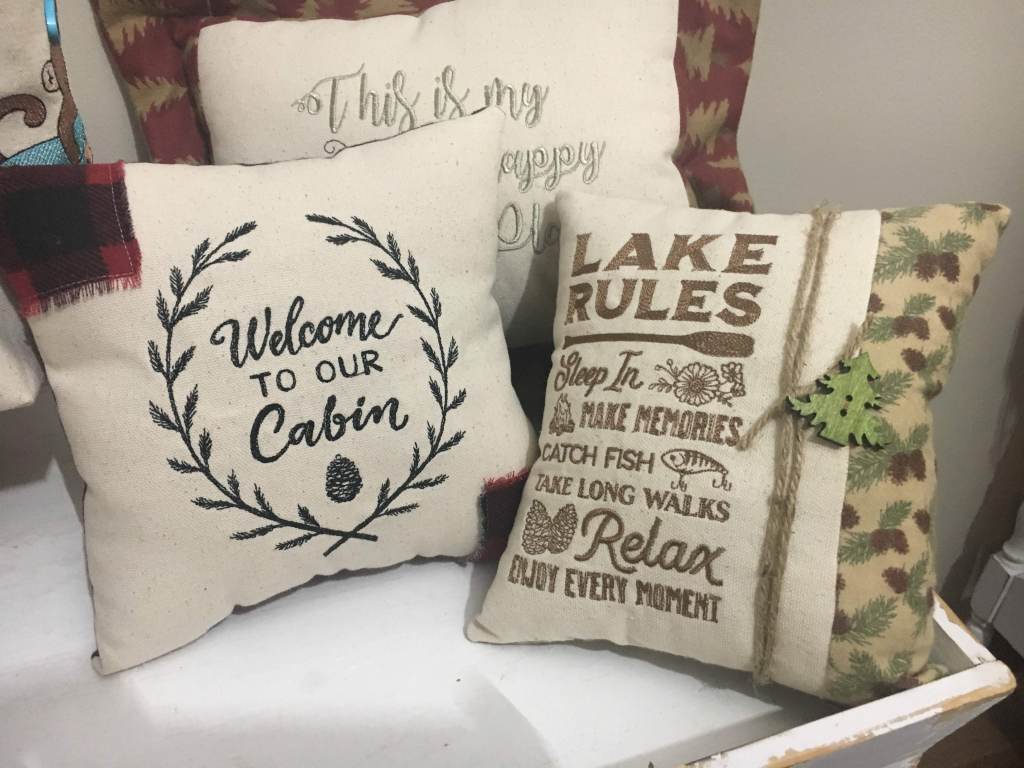 This is my
Welcome
TO OUR
Cabin
LAKE
RULES
Sleep In
MAKE MEMORIES
CATCH FISH
TAKE LONG WALKS
Relax
ENJOY EVERY MOMENT